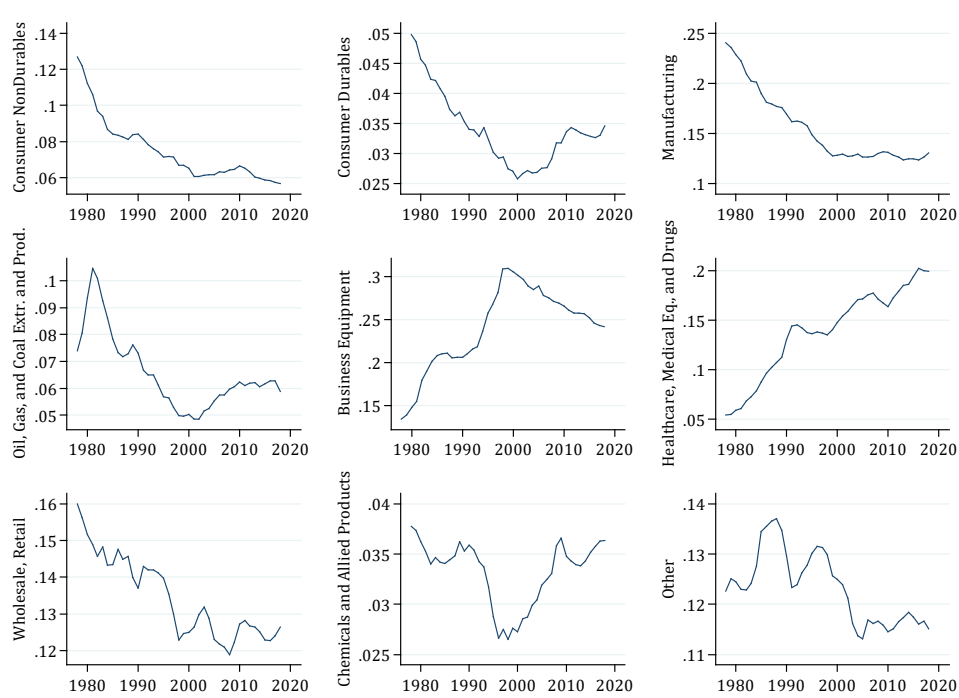 Consumer NonDurables
.14
.12
.1
.08
.06
1980 1990 2000 2010 2020
Consumer Durables
.05
.045
.04
.035
.03
.025
1980 1990 2000 2010 2020
Manufacturing
.25
.2
.15
.1
1980 1990 2000 2010 2020
Oil, Gas, and Coal Extr. and Prod.
.1
.09
.08
.07
.06
.05
1980 1990 2000 2010 2020
Business Equipment
.3
.25
.2
.15
1980 1990 2000 2010 2020
Healthcare, Medical Eq., and Drugs
.2
.15
.1
.05
1980 1990 2000 2010 2020
Wholesale, Retail
.16
.15
.14
.13
.12
1980 1990 2000 2010 2020
Chemicals and Allied Products
.04
.035
.03
.025
1980 1990 2000 2010 2020
Other
.14
.13
.12
.11
1980 1990 2000 2010 2020